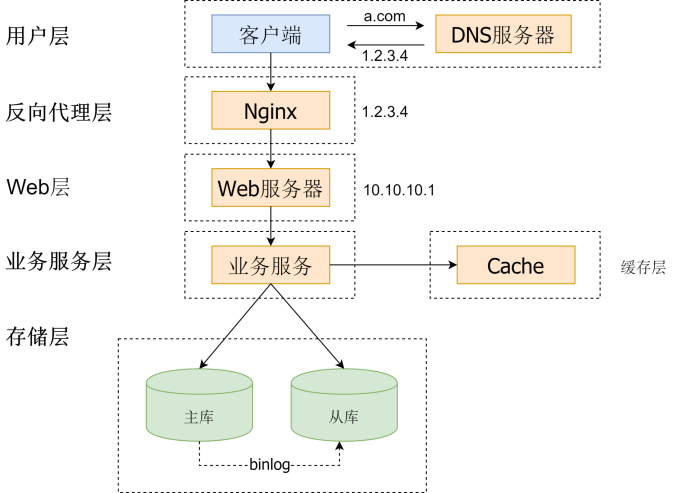 用户层
客户端
a.com
1.2.3.4
DNS服务器
反向代理层
Nginx
1.2.3.4
Web层
Web服务器
10.10.10.1
业务服务层
业务服务
Cache
缓存层
存储层
主库
从库
binlog